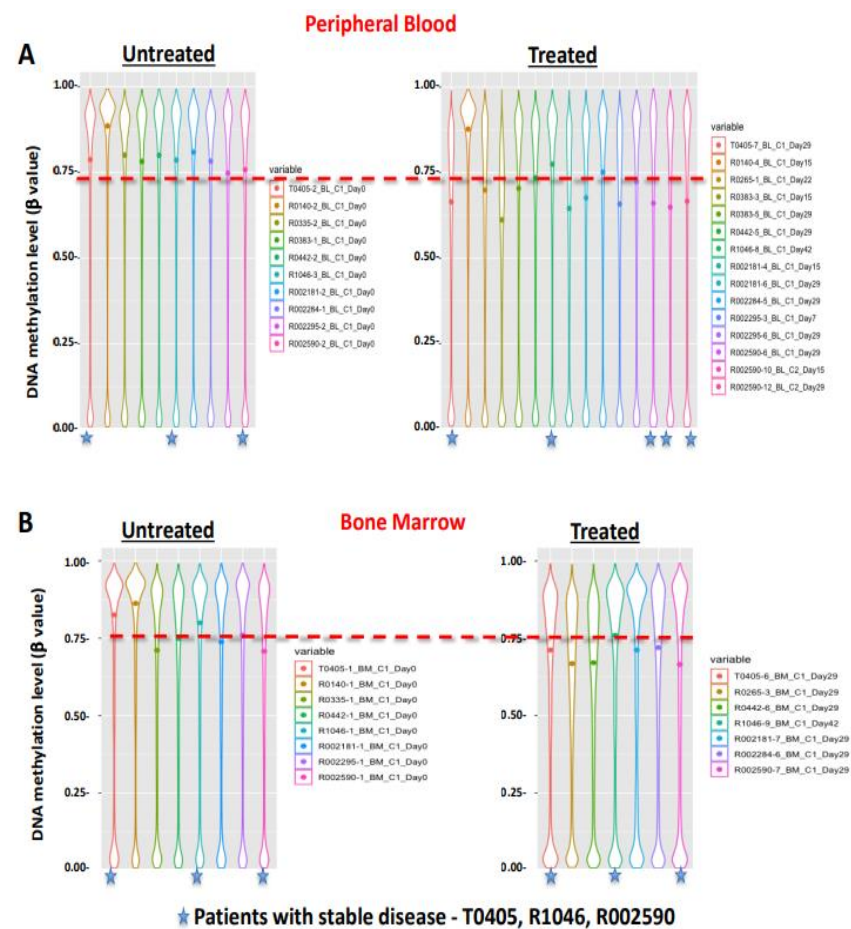 Peripheral Blood
A
Untreated
Treated
DNA methylation level (β value)
1.00-
0.75-
0.50-
0.25-
0.00-
variable
T0405-2_BL_C1_Day0
R0140-2_BL_C1_Day0
R0335-2_BL_C1_Day0
R0383-1_BL_C1_Day0
R0442-2_BL_C1_Day0
R1046-3_BL_C1_Day0
R002181-2_BL_C1_Day0
R002284-1_BL_C1_Day0
R002295-2_BL_C1_Day0
R002590-2_BL_C1_Day0
1.00-
0.75-
0.50-
0.25-
0.00-
variable
T0405-7_BL_C1_Day29
R0140-4_BL_C1_Day15
R0265-1_BL_C1_Day22
R0383-3_BL_C1_Day15
R0383-5_BL_C1_Day29
R0442-5_BL_C1_Day29
R1046-8_BL_C1_Day42
R002181-4_BL_C1_Day15
R002181-6_BL_C1_Day29
R002284-5_BL_C1_Day29
R002295-3_BL_C1_Day7
R002295-6_BL_C1_Day29
R002590-6_BL_C1_Day29
R002590-10_BL_C2_Day15
R002590-12_BL_C2_Day29
B
Untreated
Bone Marrow
Treated
DNA methylation level (β value)
1.00-
0.75-
0.50-
0.25-
0.00-
variable
T0405-1_BM_C1_Day0
R0140-1_BM_C1_Day0
R0335-1_BM_C1_Day0
R0442-1_BM_C1_Day0
R1046-1_BM_C1_Day0
R002181-1_BM_C1_Day0
R002295-1_BM_C1_Day0
R002590-1_BM_C1_Day0
1.00-
0.75-
0.50-
0.25-
0.00-
variable
T0405-6_BM_C1_Day29
R0265-3_BM_C1_Day29
R0442-6_BM_C1_Day29
R1046-9_BM_C1_Day42
R002181-7_BM_C1_Day29
R002284-6_BM_C1_Day29
R002590-7_BM_C1_Day29
Patients with stable disease - T0405, R1046, R002590